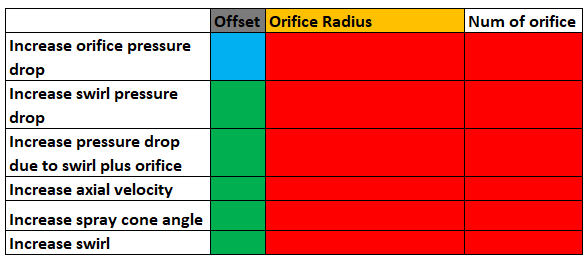 Offset Orifice Radius Num of orifice
Increase orifice pressure
drop
Increase swirl pressure
drop
Increase pressure drop
due to swirl plus orifice
Increase axial velocity
Increase spray cone angle
Increase swirl